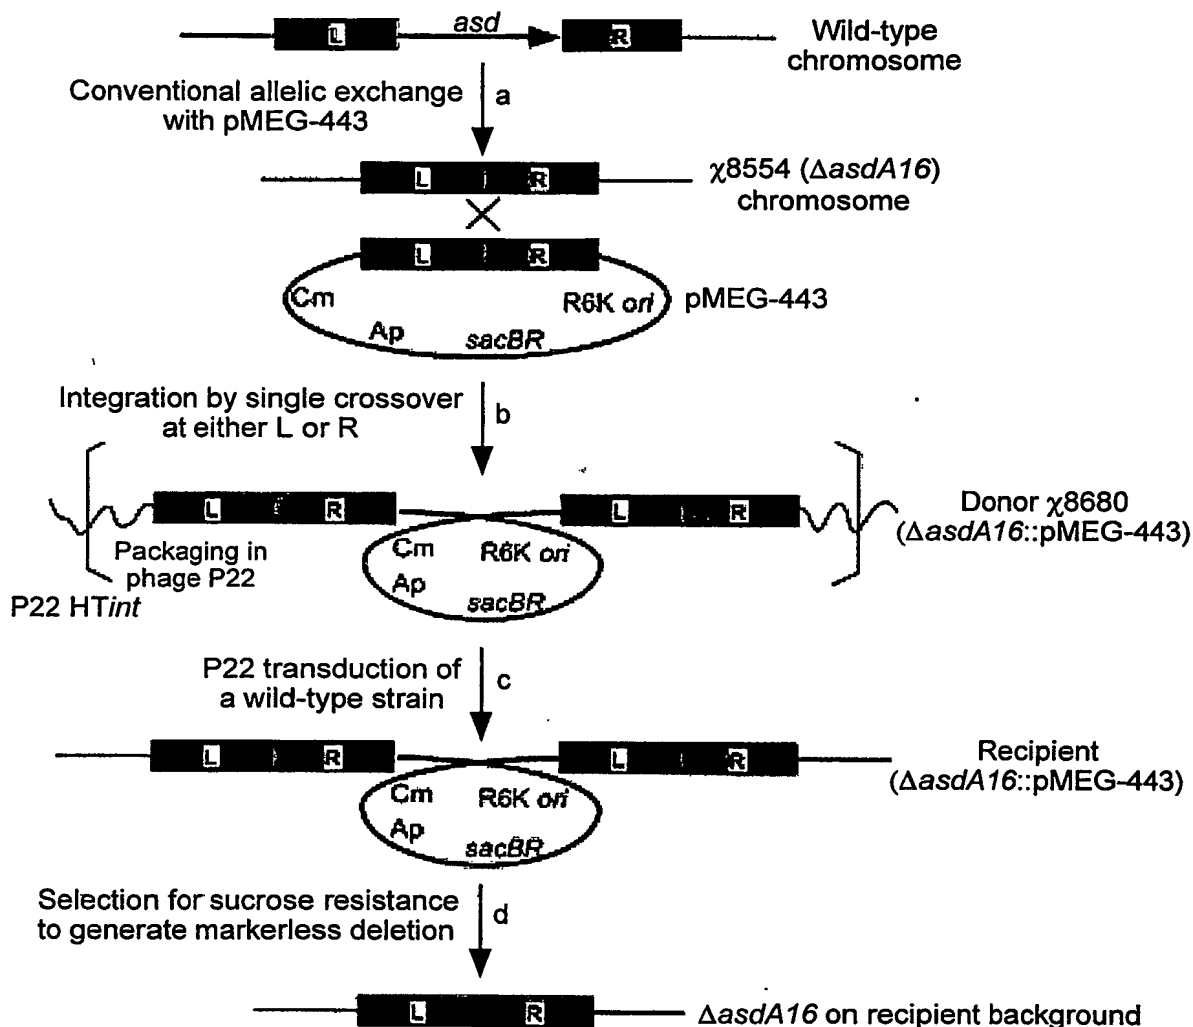 asd
L
R
Wild-type
chromosome
Conventional allelic exchange
with pMEG-443
a
L
R
χ8554 (ΔasdA16)
chromosome
L
R
Cm
R6K ori
pMEG-443
Ap
sacBR
Integration by single crossover
at either L or R
b
L
R
L
R
Donor χ8680
(ΔasdA16::pMEG-443)
Packaging in
phage P22
Cm
R6K ori
Ap
sacBR
P22 HTint
P22 transduction of
a wild-type strain
c
L
R
L
R
Recipient
(ΔasdA16::pMEG-443)
Cm
R6K ori
Ap
sacBR
Selection for sucrose resistance
to generate markerless deletion
d
L
R
ΔasdA16 on recipient background